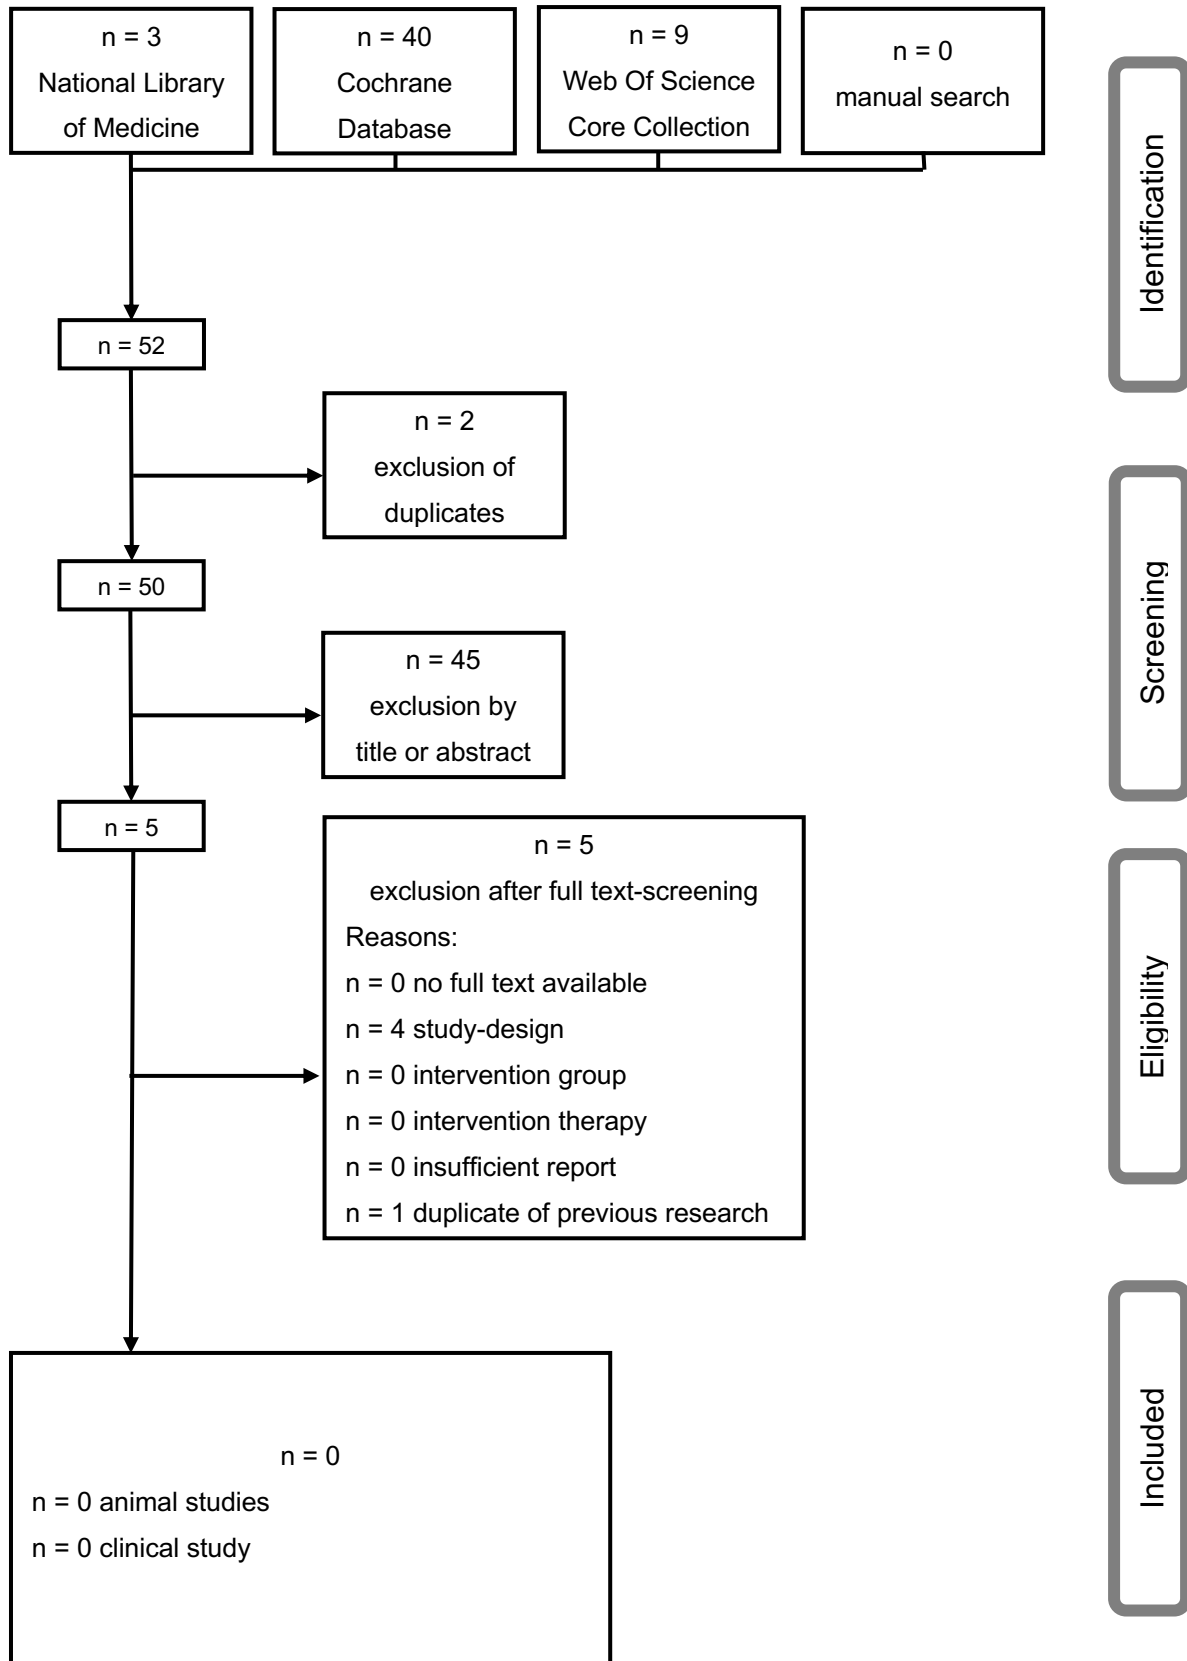 n = 3
National Library
of Medicine
n = 40
Cochrane
Database
n = 9
Web Of Science
Core Collection
n = 0
manual search
Identification
n = 52
n = 2
exclusion of
duplicates
n = 50
Screening
n = 45
exclusion by
title or abstract
n = 5
n = 5
exclusion after full text-screening
Reasons:
n = 0 no full text available
n = 4 study-design
n = 0 intervention group
n = 0 intervention therapy
n = 0 insufficient report
n = 1 duplicate of previous research
Eligibility
n = 0
n = 0 animal studies
n = 0 clinical study
Included